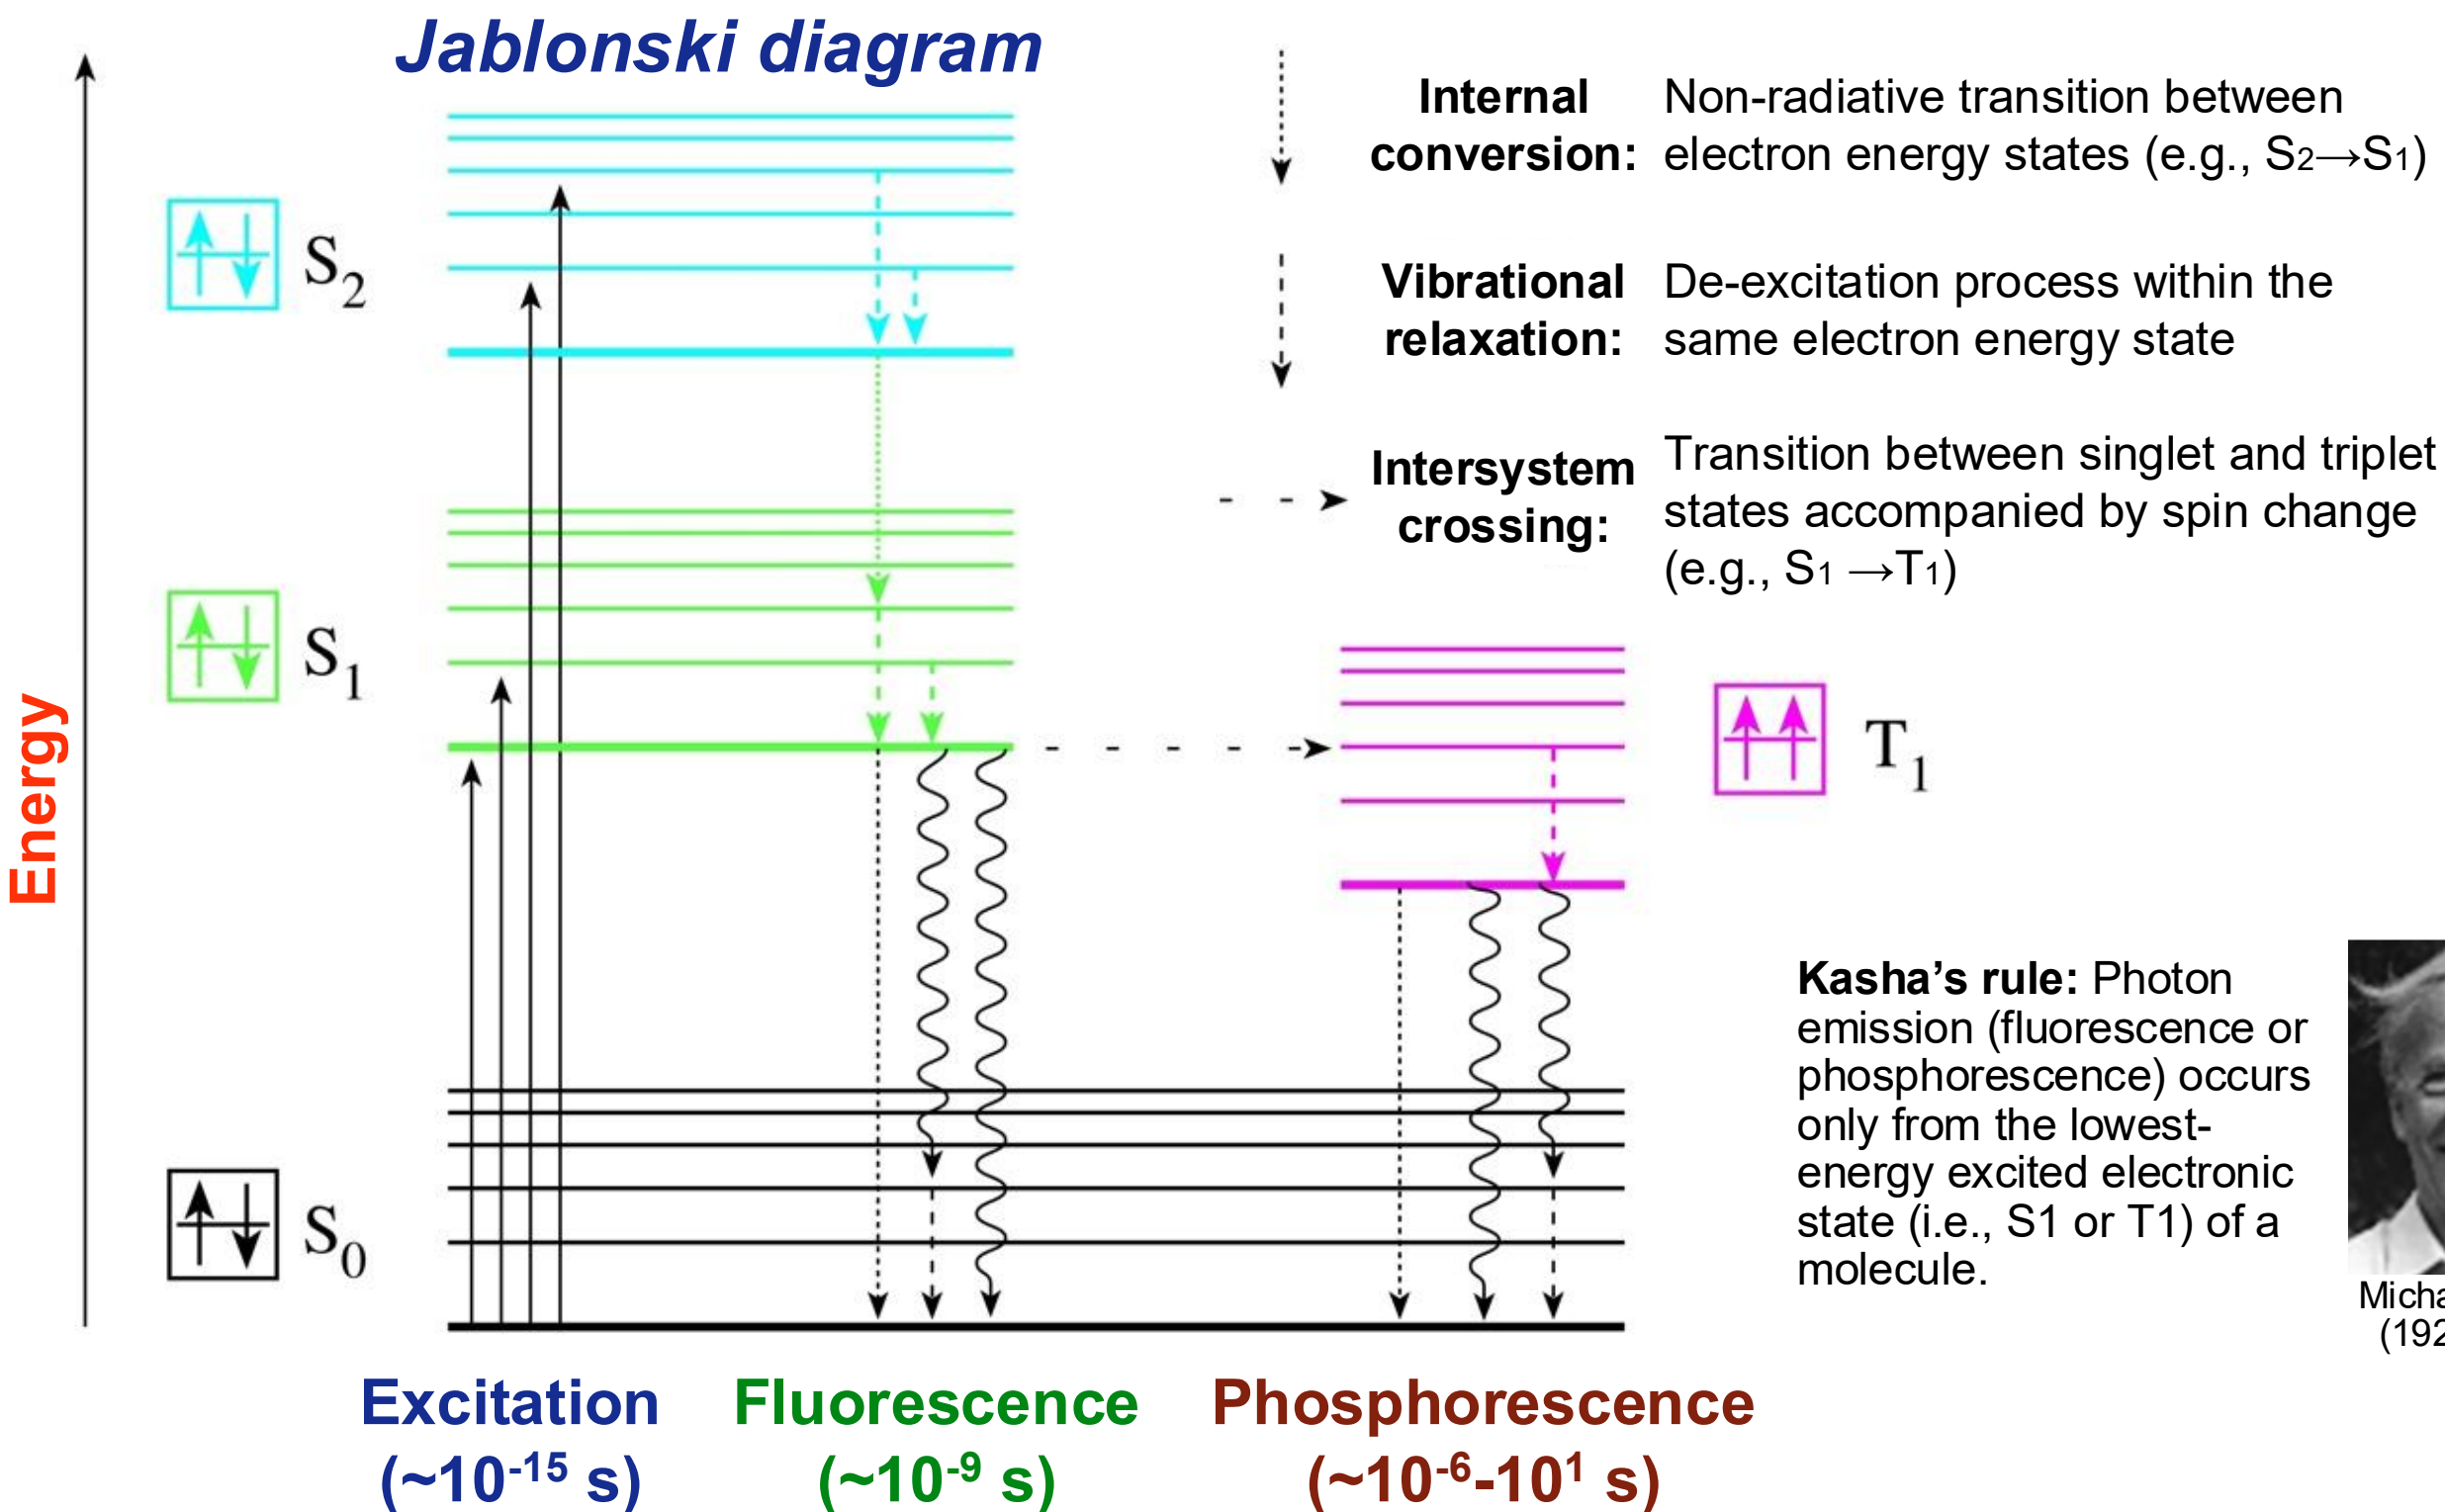 Jablonski diagram
Internal
conversion:
Non-radiative transition between
electron energy states (e.g., S₂→S₁)
Vibrational
relaxation:
De-excitation process within the
same electron energy state
Intersystem
crossing:
Transition between singlet and triplet
states accompanied by spin change
(e.g., S₁ →T₁)
Energy
S₂
S₁
T₁
S₀
Kasha’s rule: Photon
emission (fluorescence or
phosphorescence) occurs
only from the lowest-
energy excited electronic
state (i.e., S1 or T1) of a
molecule.
Excitation
(~10⁻¹⁵ s)
Fluorescence
(~10⁻⁹ s)
Phosphorescence
(~10⁻⁶-10¹ s)